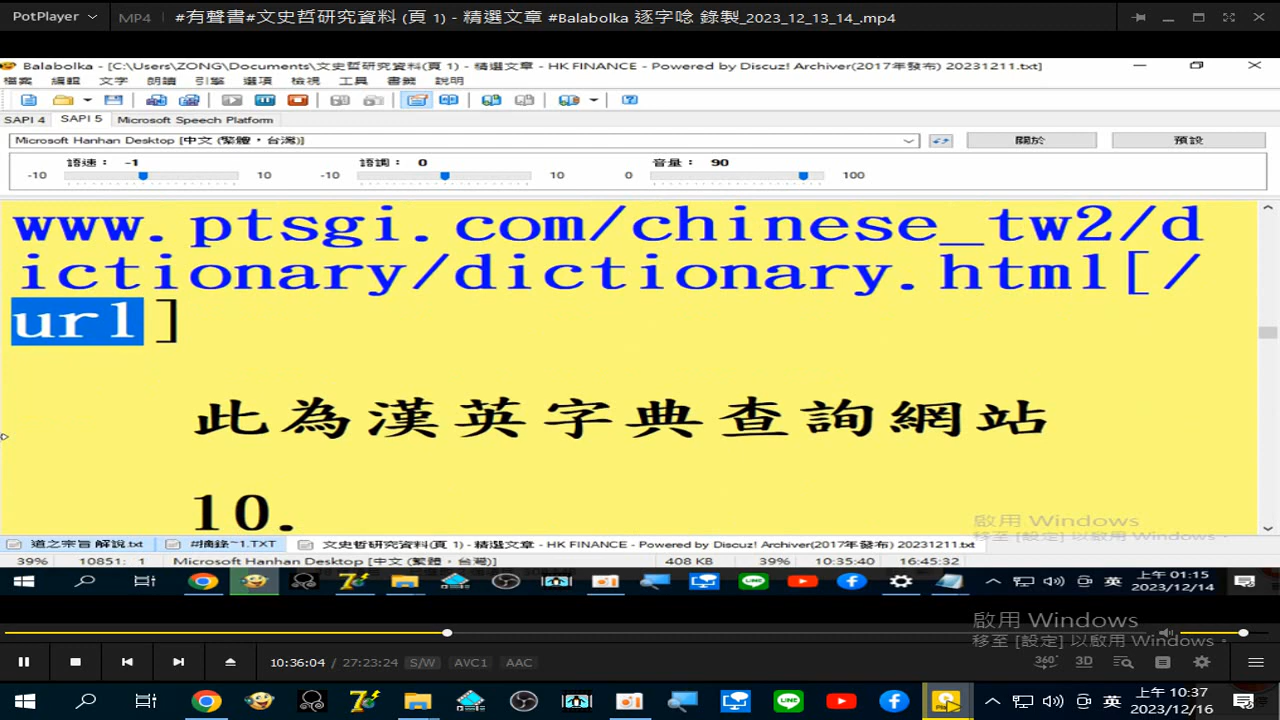 PotPlayer MP4 #有聲書#文史哲研究資料 (頁 1) - 精選文章 #Balabolka 逐字唸 錄製_2023_12_13_14_.mp4
Balabolka - [C:\Users\ZONG\Documents\文史哲研究資料(頁 1) - 精選文章 - HK FINANCE - Powered by Discuz! Archiver(2017年發布) 20231211.txt]
檔案 編輯 文字 朗讀 引擎 選項 檢視 工具 書籤 說明
SAPI 4 SAPI 5 Microsoft Speech Platform
Microsoft Hanhan Desktop [中文 (繁體，台灣)] 關於 預設
語速： -1 語調： 0 音量： 90
-10 10 -10 10 0 100
www.ptsgi.com/chinese_tw2/d
ictionary/dictionary.html[/
url]
此為漢英字典查詢網站
10.
啟用 Windows
移至 [設定] 以啟用 Windows。
道之宗旨 解說.txt #摘錄~1.TXT 文史哲研究資料(頁 1) - 精選文章 - HK FINANCE - Powered by Discuz! Archiver(2017年發布) 20231211.txt
39% 10851: 1 Microsoft Hanhan Desktop [中文 (繁體，台灣)] 408 KB 39% 10:35:40 16:45:32
英 上午 01:15
2023/12/14
啟用 Windows
移至 [設定] 以啟用 Windows。
10:36:04 / 27:23:24 S/W AVC1 AAC 360° 3D
英 上午 10:37
2023/12/16